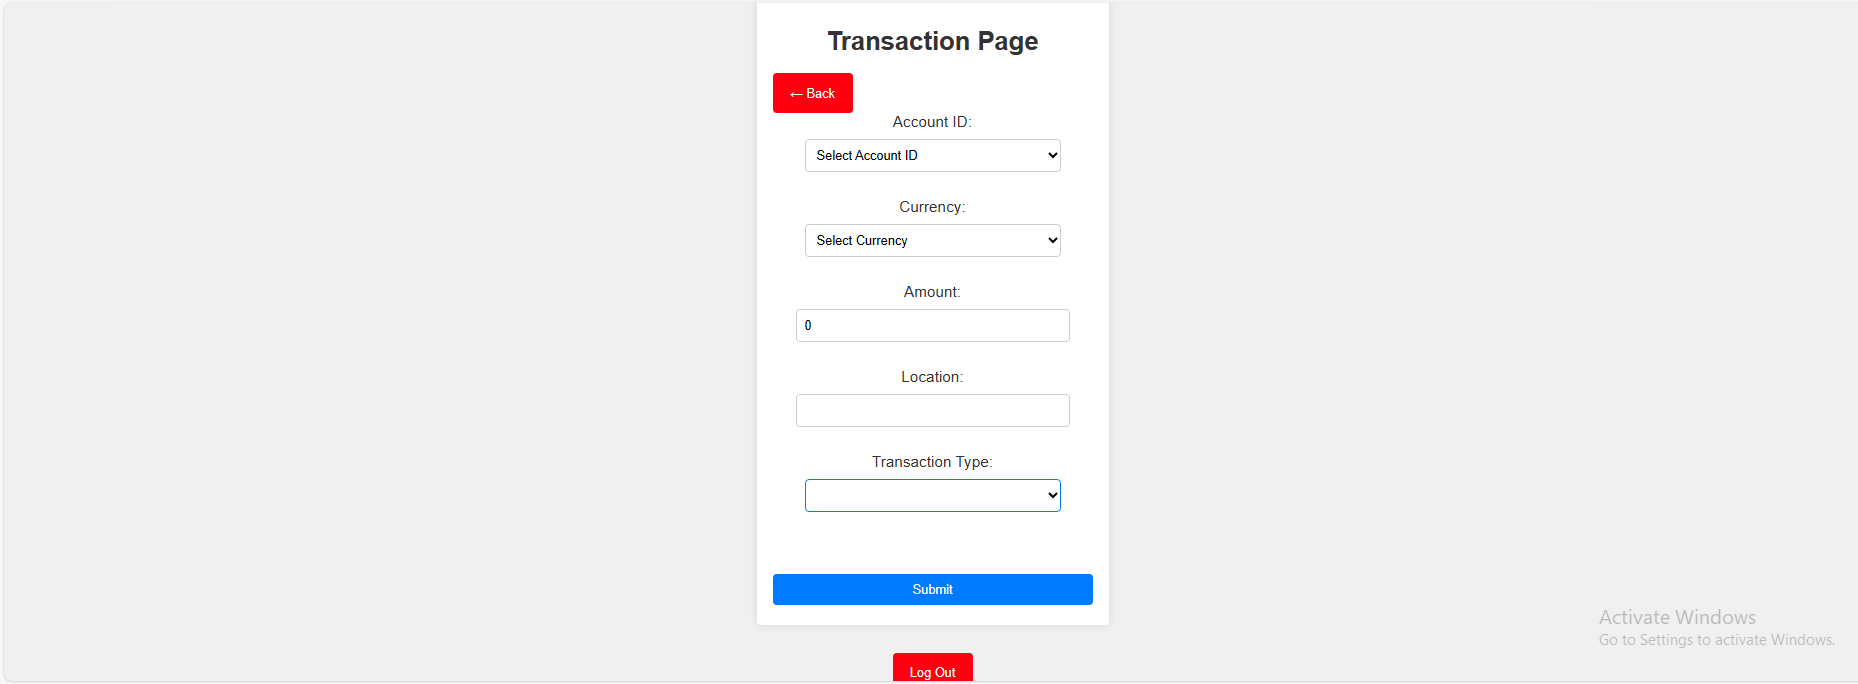 Transaction Page
← Back
Account ID:
Select Account ID
Currency:
Select Currency
Amount:
0
Location:
Transaction Type:
Submit
Activate Windows
Go to Settings to activate Windows.
Log Out